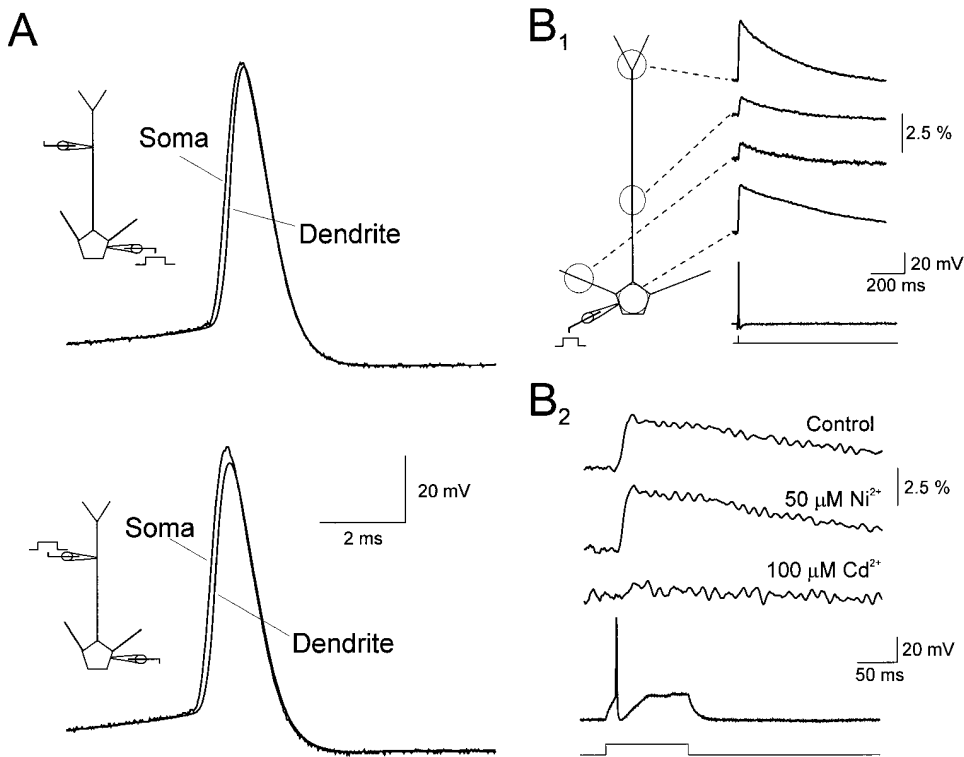 A
Soma
Dendrite
20 mV
2 ms
Soma
Dendrite
B1
2.5 %
20 mV
200 ms
B2
Control
50 μM Ni²⁺
2.5 %
100 μM Cd²⁺
20 mV
50 ms